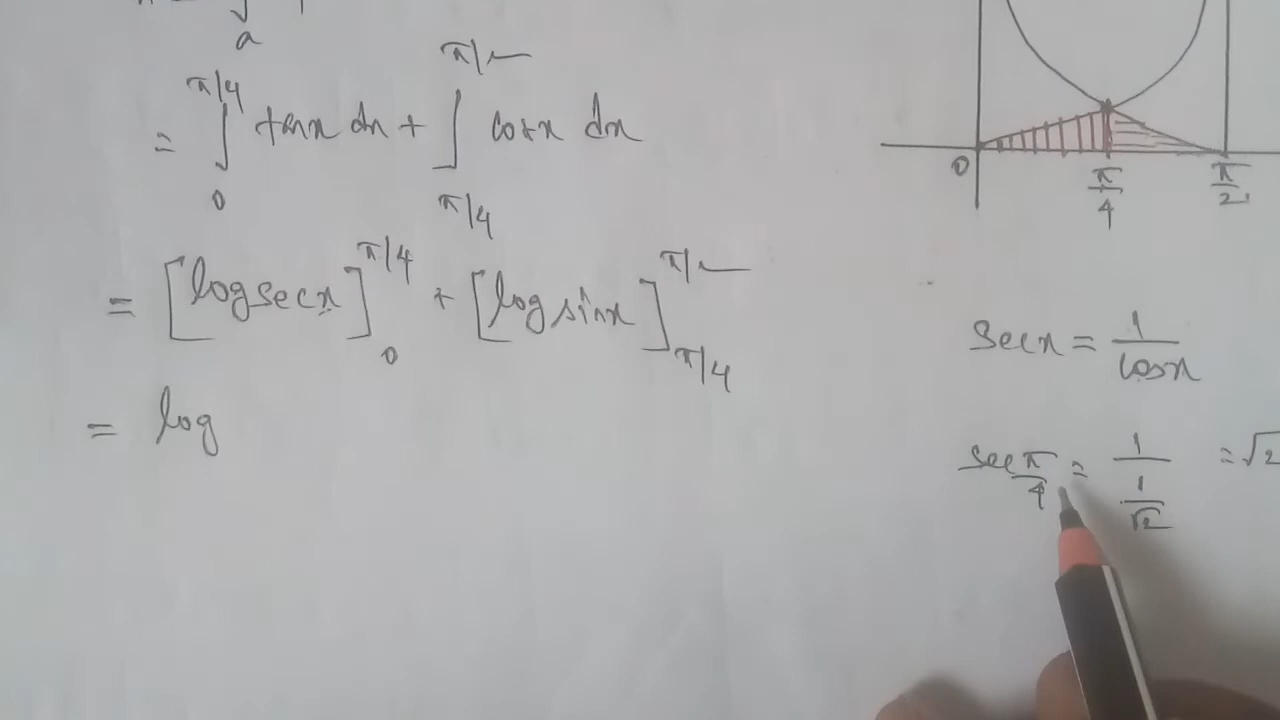 a
= ∫₀^{π/4} tanx dx + ∫_{π/4}^{π/2} cotx dx
= [log secx]₀^{π/4} + [log sinx]_{π/4}^{π/2}
= log
0 π/4 π/2
secx = 1/cosx
sec π/4 = 1/(1/√2) = √2